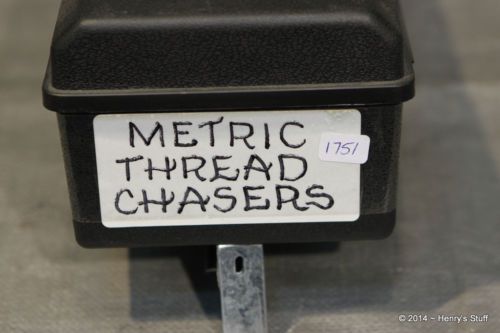 METRIC
THREAD
CHASERS
1751
© 2014 ~ Henry's Stuff